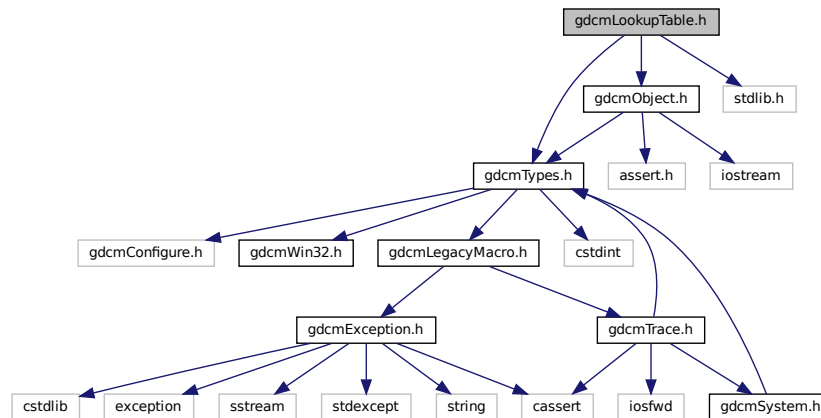 gdcmLookupTable.h
gdcmObject.h
stdlib.h
gdcmTypes.h
assert.h
iostream
gdcmConfigure.h
gdcmWin32.h
gdcmLegacyMacro.h
cstdint
gdcmException.h
gdcmTrace.h
cstdlib
exception
sstream
stdexcept
string
cassert
iosfwd
gdcmSystem.h